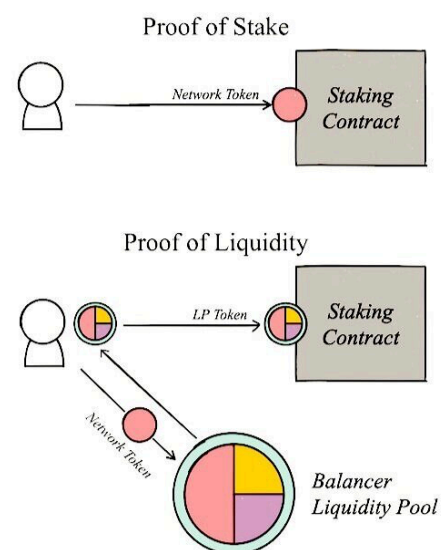 Proof of Stake
Network Token
Staking
Contract
Proof of Liquidity
LP Token
Staking
Contract
Network Token
Balancer
Liquidity Pool